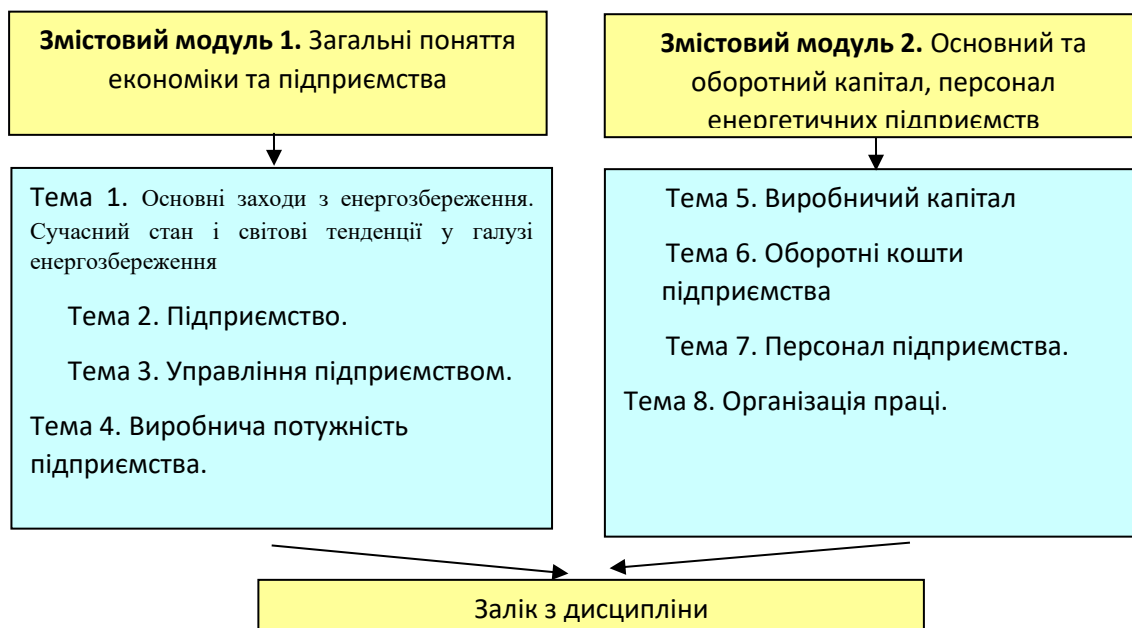 Змістовий модуль 1. Загальні поняття
економіки та підприємства
Тема 1. Основні заходи з енергозбереження.
Сучасний стан і світові тенденції у галузі
енергозбереження
Тема 2. Підприємство.
Тема 3. Управління підприємством.
Тема 4. Виробнича потужність
підприємства.
Змістовий модуль 2. Основний та
оборотний капітал, персонал
енергетичних підприємств
Тема 5. Виробничий капітал
Тема 6. Оборотні кошти
підприємства
Тема 7. Персонал підприємства.
Тема 8. Організація праці.
Залік з дисципліни